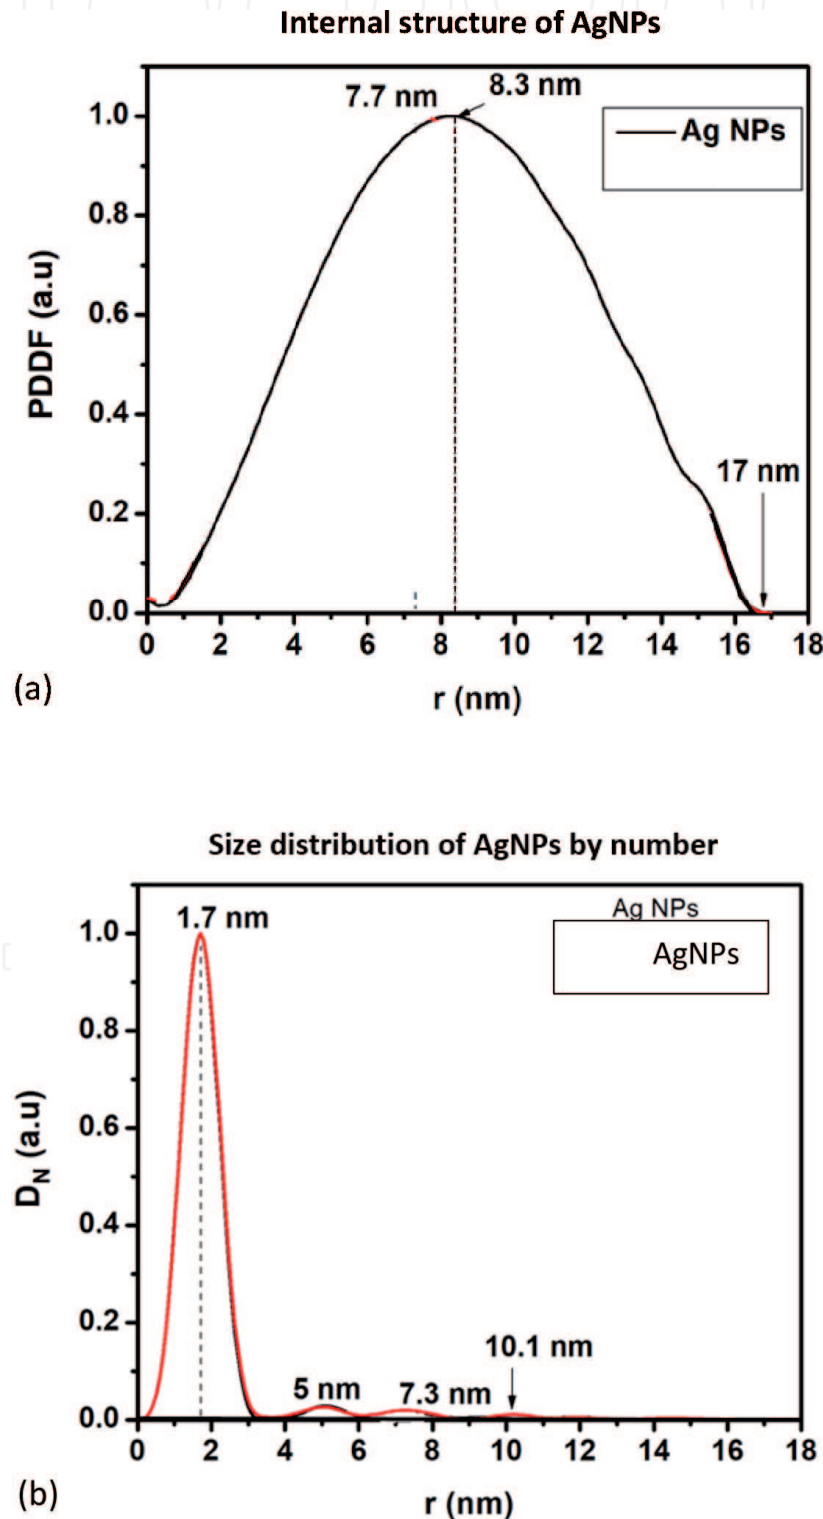 Internal structure of AgNPs
7.7 nm
8.3 nm
Ag NPs
1.0
0.8
0.6
0.4
0.2
0.0
PDDF (a.u)
17 nm
0 2 4 6 8 10 12 14 16 18
r (nm)
(a)
Size distribution of AgNPs by number
1.7 nm
Ag NPs
AgNPs
1.0
0.8
0.6
0.4
0.2
0.0
DN (a.u)
5 nm
7.3 nm
10.1 nm
0 2 4 6 8 10 12 14 16 18
r (nm)
(b)